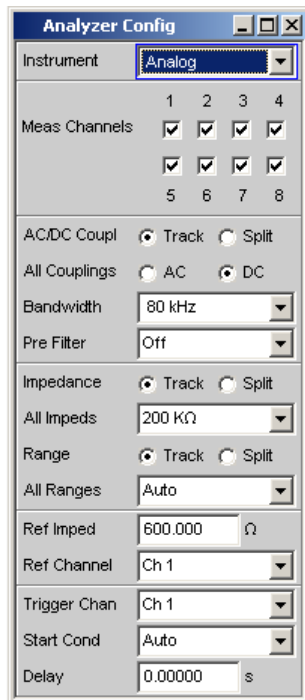 Analyzer Config
Instrument Analog
1 2 3 4
Meas Channels
5 6 7 8
AC/DC Coupl Track Split
All Couplings AC DC
Bandwidth 80 kHz
Pre Filter Off
Impedance Track Split
All Impeds 200 KΩ
Range Track Split
All Ranges Auto
Ref Imped 600.000 Ω
Ref Channel Ch 1
Trigger Chan Ch 1
Start Cond Auto
Delay 0.00000 s